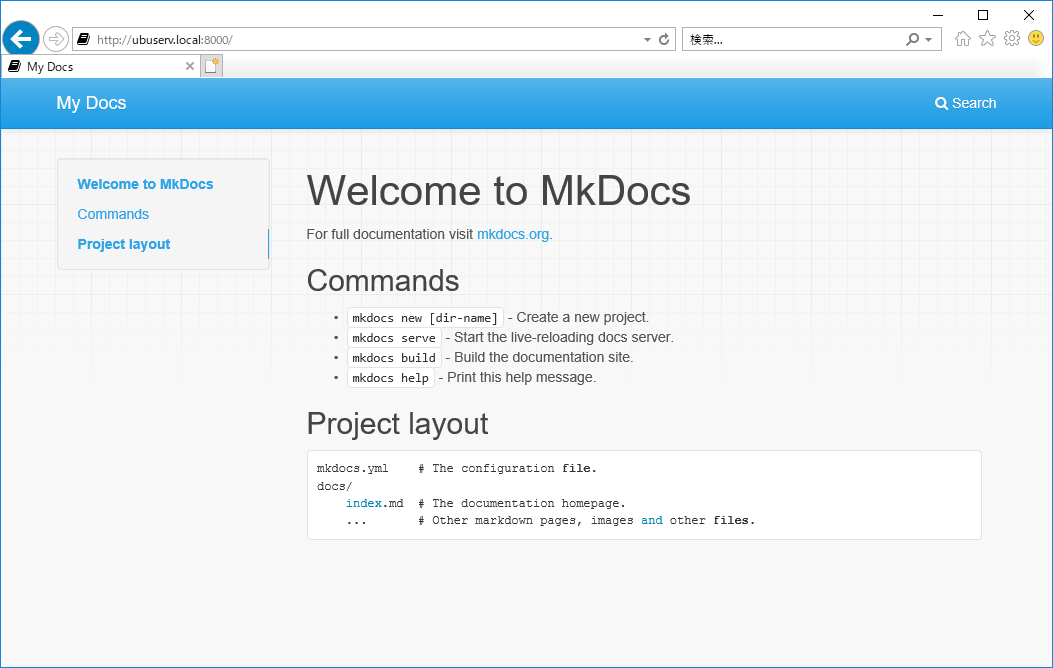 http://ubuserv.local:8000/
検索...
My Docs
My Docs
Search
Welcome to MkDocs
Commands
Project layout
Welcome to MkDocs
For full documentation visit mkdocs.org.
Commands
• mkdocs new [dir-name] - Create a new project.
• mkdocs serve - Start the live-reloading docs server.
• mkdocs build - Build the documentation site.
• mkdocs help - Print this help message.
Project layout
mkdocs.yml    # The configuration file.
docs/
    index.md  # The documentation homepage.
    ...       # Other markdown pages, images and other files.